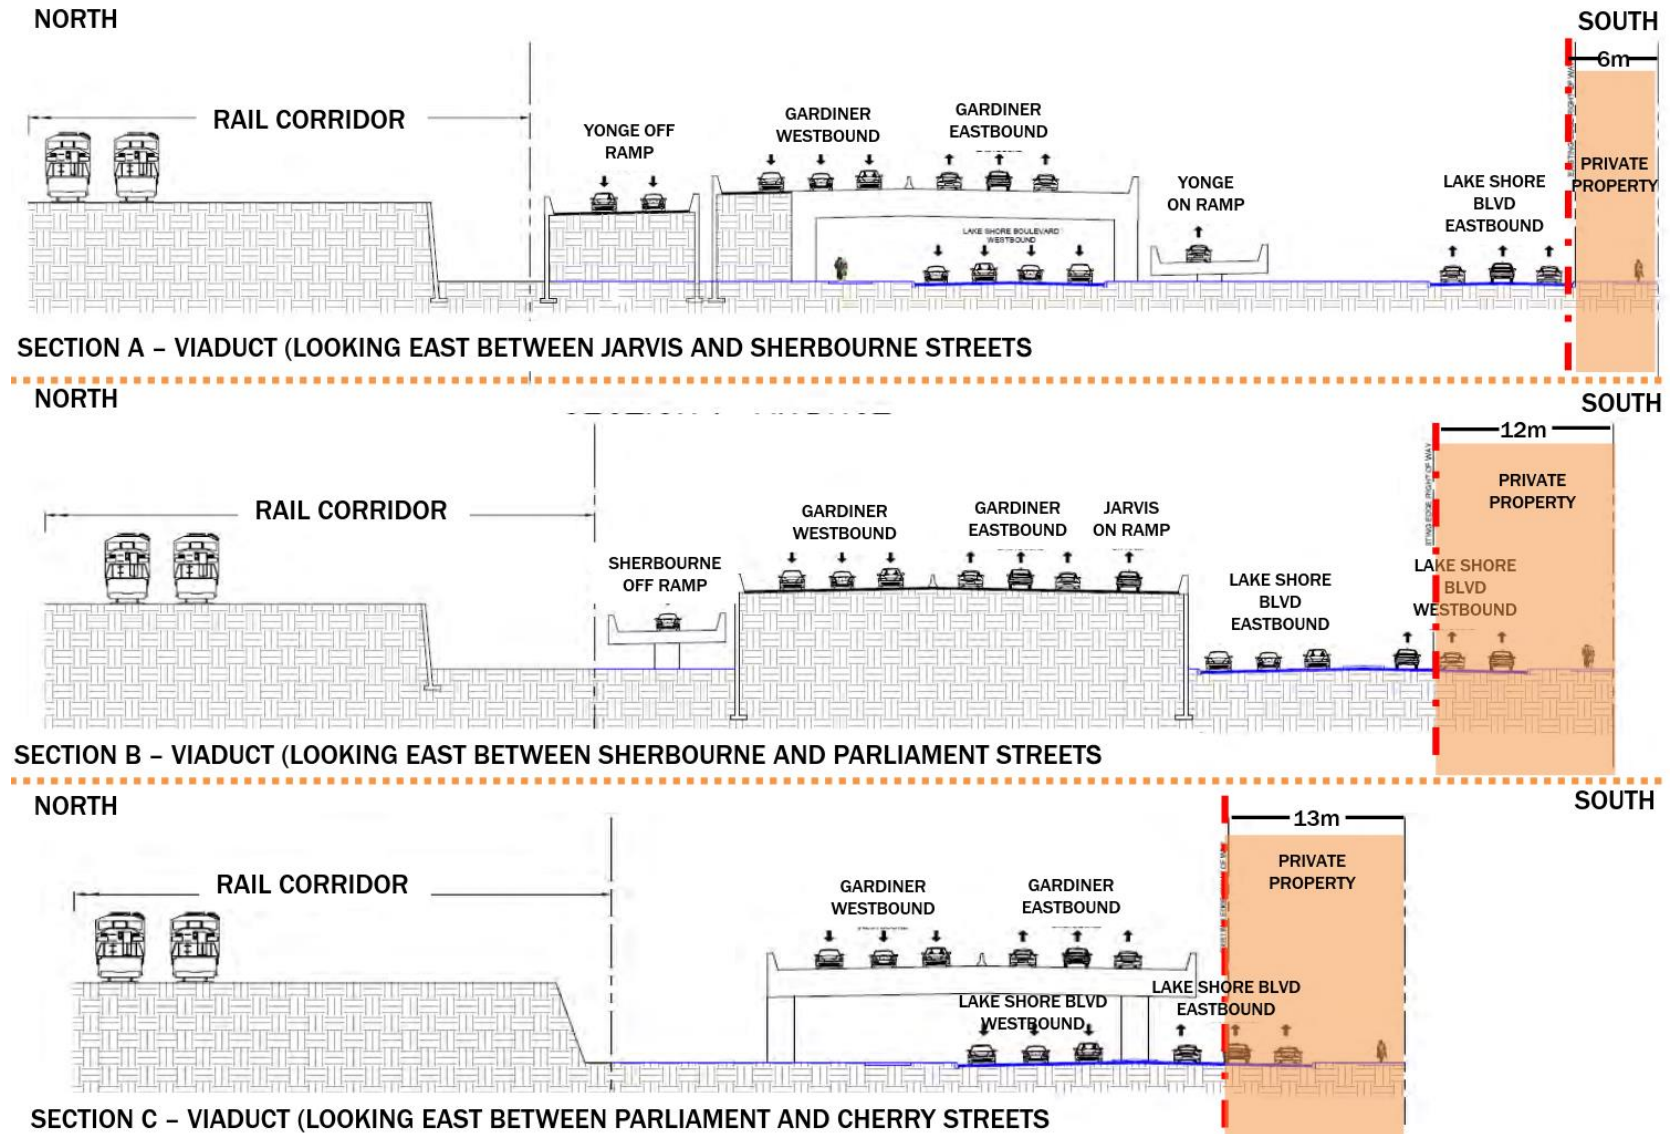 NORTH
SOUTH
6m
RAIL CORRIDOR
YONGE OFF
RAMP
GARDINER
WESTBOUND
GARDINER
EASTBOUND
YONGE
ON RAMP
LAKE SHORE
BLVD
EASTBOUND
PRIVATE
PROPERTY
LAKE SHORE BOULEVARD
WESTBOUND
SECTION A – VIADUCT (LOOKING EAST BETWEEN JARVIS AND SHERBOURNE STREETS
NORTH
SOUTH
12m
RAIL CORRIDOR
SHERBOURNE
OFF RAMP
GARDINER
WESTBOUND
GARDINER
EASTBOUND
JARVIS
ON RAMP
LAKE SHORE
BLVD
EASTBOUND
LAKE SHORE
BLVD
WESTBOUND
PRIVATE
PROPERTY
EDGE RIGHT OF WAY
SECTION B – VIADUCT (LOOKING EAST BETWEEN SHERBOURNE AND PARLIAMENT STREETS
NORTH
SOUTH
13m
RAIL CORRIDOR
GARDINER
WESTBOUND
GARDINER
EASTBOUND
PRIVATE
PROPERTY
LAKE SHORE BLVD
WESTBOUND
LAKE SHORE BLVD
EASTBOUND
SECTION C – VIADUCT (LOOKING EAST BETWEEN PARLIAMENT AND CHERRY STREETS